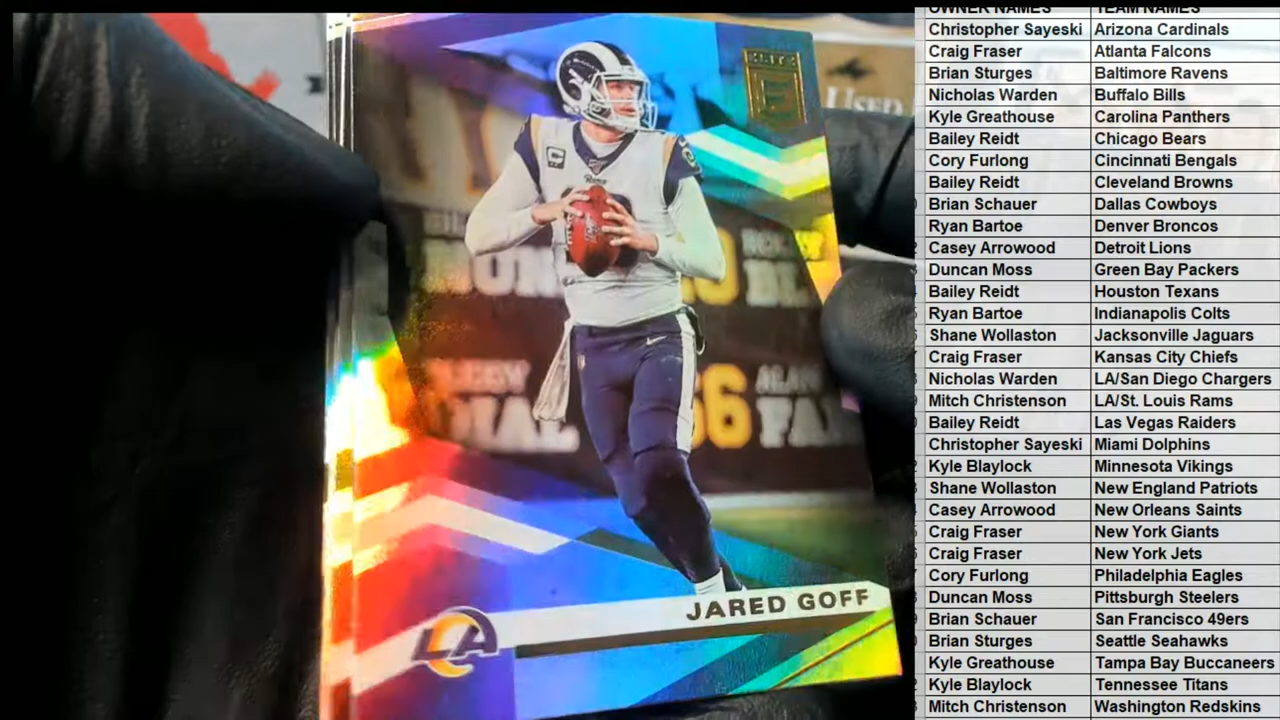 OWNER NAMES TEAM NAMES
Christopher Sayeski Arizona Cardinals
Craig Fraser Atlanta Falcons
Brian Sturges Baltimore Ravens
Nicholas Warden Buffalo Bills
Kyle Greathouse Carolina Panthers
Bailey Reidt Chicago Bears
Cory Furlong Cincinnati Bengals
Bailey Reidt Cleveland Browns
Brian Schauer Dallas Cowboys
Ryan Bartoe Denver Broncos
Casey Arrowood Detroit Lions
Duncan Moss Green Bay Packers
Bailey Reidt Houston Texans
Ryan Bartoe Indianapolis Colts
Shane Wollaston Jacksonville Jaguars
Craig Fraser Kansas City Chiefs
Nicholas Warden LA/San Diego Chargers
Mitch Christenson LA/St. Louis Rams
Bailey Reidt Las Vegas Raiders
Christopher Sayeski Miami Dolphins
Kyle Blaylock Minnesota Vikings
Shane Wollaston New England Patriots
Casey Arrowood New Orleans Saints
Craig Fraser New York Giants
Craig Fraser New York Jets
Cory Furlong Philadelphia Eagles
Duncan Moss Pittsburgh Steelers
Brian Schauer San Francisco 49ers
Brian Sturges Seattle Seahawks
Kyle Greathouse Tampa Bay Buccaneers
Kyle Blaylock Tennessee Titans
Mitch Christenson Washington Redskins
USED
ELITE
E
C
Rams
JARED GOFF
LA